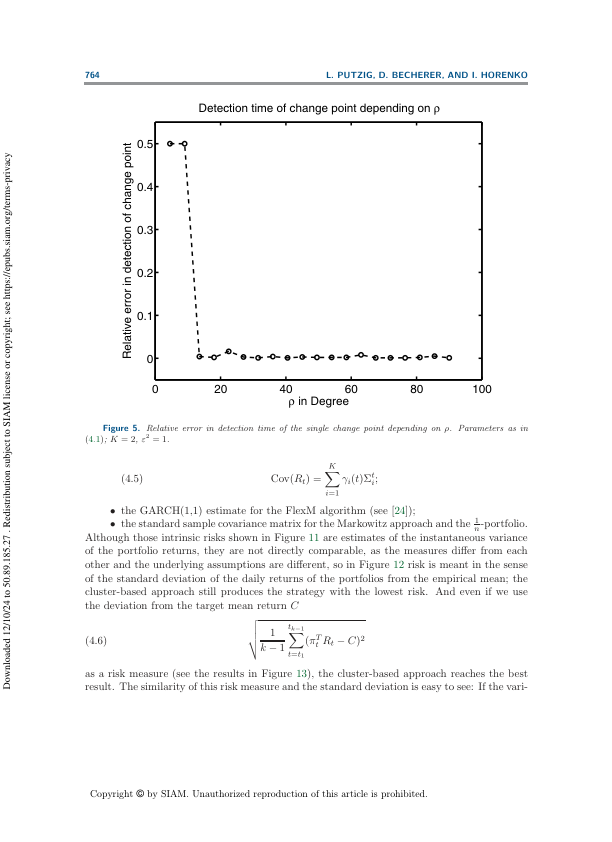 764 L. PUTZIG, D. BECHERER, AND I. HORENKO
Detection time of change point depending on ρ
Relative error in detection of change point
0.5
0.4
0.3
0.2
0.1
0
0 20 40 60 80 100
ρ in Degree
Figure 5. Relative error in detection time of the single change point depending on ρ. Parameters as in
(4.1); K = 2, ε² = 1.
(4.5) Cov(R_t) = ∑_{i=1}^{K} γ_i(t)Σ_i^t;
• the GARCH(1,1) estimate for the FlexM algorithm (see [24]);
• the standard sample covariance matrix for the Markowitz approach and the 1/n-portfolio.
Although those intrinsic risks shown in Figure 11 are estimates of the instantaneous variance
of the portfolio returns, they are not directly comparable, as the measures differ from each
other and the underlying assumptions are different, so in Figure 12 risk is meant in the sense
of the standard deviation of the daily returns of the portfolios from the empirical mean; the
cluster-based approach still produces the strategy with the lowest risk. And even if we use
the deviation from the target mean return C
(4.6) √(1/(k − 1) ∑_{t=t_1}^{t_{k−1}} (π_t^T R_t − C)²)
as a risk measure (see the results in Figure 13), the cluster-based approach reaches the best
result. The similarity of this risk measure and the standard deviation is easy to see: If the vari-
Copyright © by SIAM. Unauthorized reproduction of this article is prohibited.
Downloaded 12/10/24 to 50.89.185.27 . Redistribution subject to SIAM license or copyright; see https://epubs.siam.org/terms-privacy